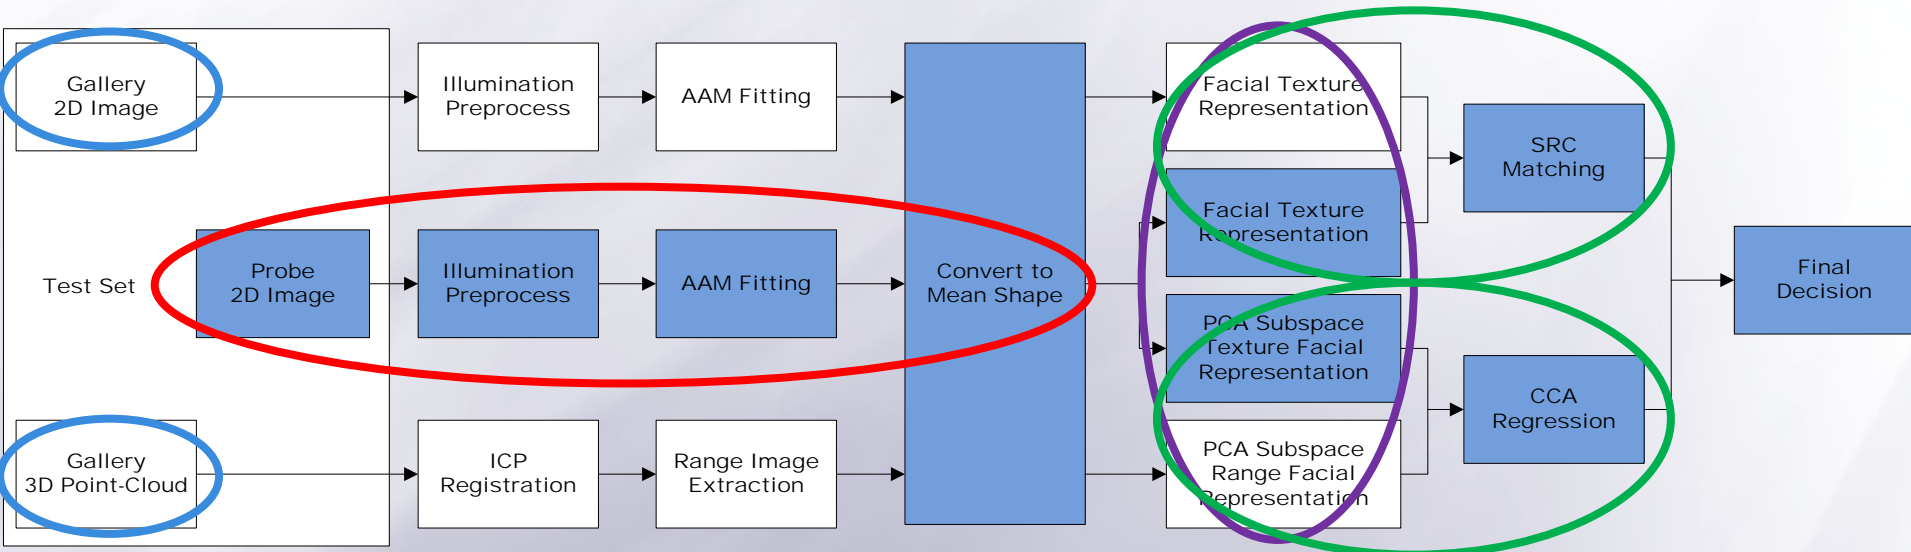 Gallery
2D Image
Illumination
Preprocess
AAM Fitting
Facial Texture
Representation
SRC
Matching
Test Set
Probe
2D Image
Illumination
Preprocess
AAM Fitting
Convert to
Mean Shape
Facial Texture
Representation
PCA Subspace
Texture Facial
Representation
Final
Decision
Gallery
3D Point-Cloud
ICP
Registration
Range Image
Extraction
PCA Subspace
Range Facial
Representation
CCA
Regression